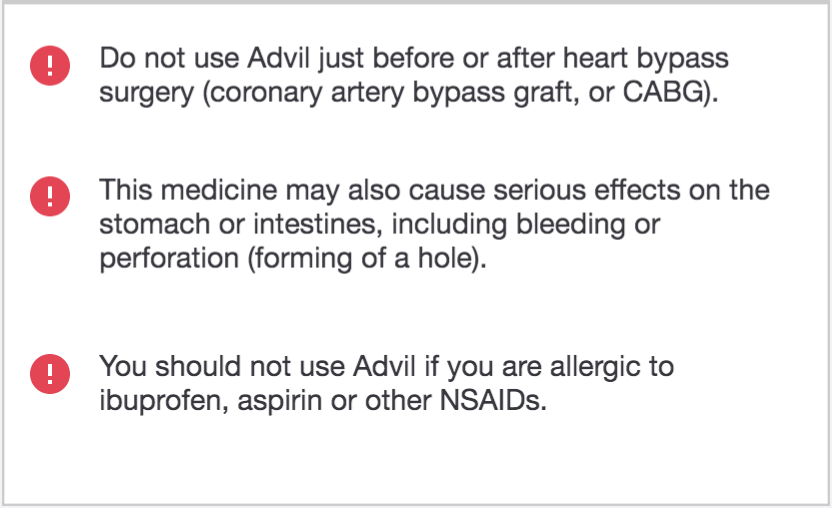 Do not use Advil just before or after heart bypass
surgery (coronary artery bypass graft, or CABG).
This medicine may also cause serious effects on the
stomach or intestines, including bleeding or
perforation (forming of a hole).
You should not use Advil if you are allergic to
ibuprofen, aspirin or other NSAIDs.